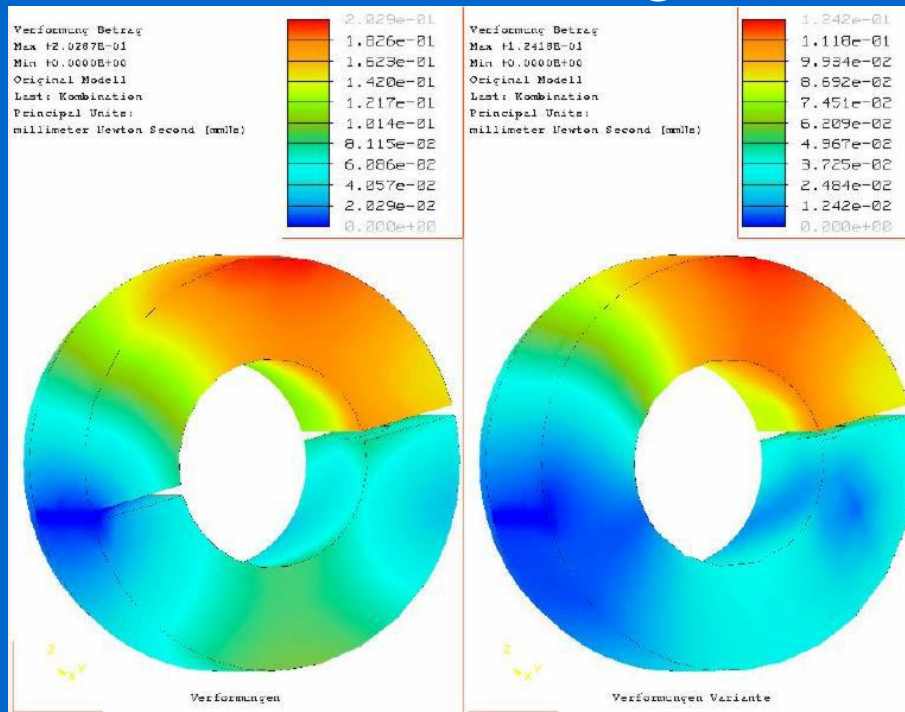 Verformung Betrag
Max +2.0287E-01
Min +0.0000E+00
Original Modell
Last: Kombination
Principal Units:
millimeter Newton Second (mmNs)
2.029e-01
1.826e-01
1.623e-01
1.420e-01
1.217e-01
1.014e-01
8.115e-02
6.086e-02
4.057e-02
2.029e-02
0.000e+00
Z
Y
X
Verformungen
Verformung Betrag
Max +1.2418E-01
Min +0.0000E+00
Original Modell
Last: Kombination
Principal Units:
millimeter Newton Second (mmNs)
1.242e-01
1.118e-01
9.934e-02
8.692e-02
7.451e-02
6.209e-02
4.967e-02
3.725e-02
2.484e-02
1.242e-02
0.000e+00
Z
Y
X
Verformungen Variante